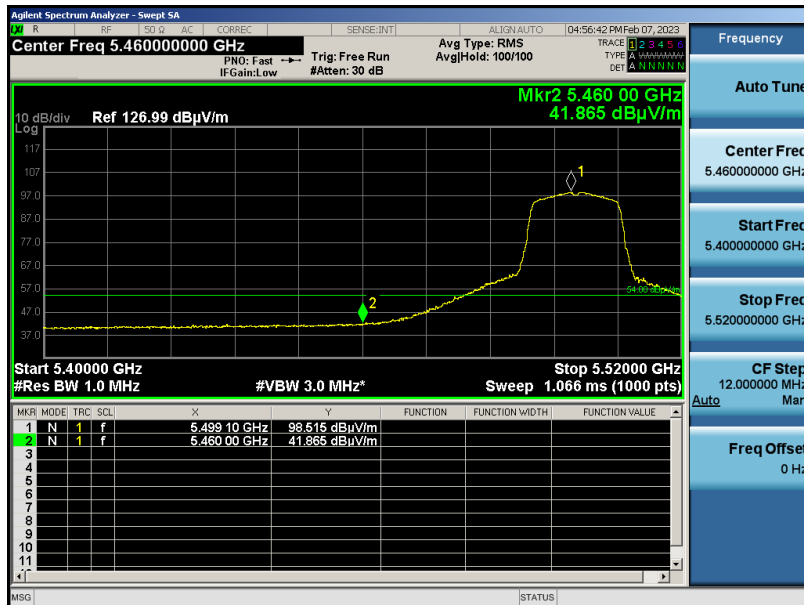 Agilent Spectrum Analyzer - Swept SA
LXI R RF 50 Ω AC CORREC SENSE:INT ALIGN AUTO 04:56:42 PM Feb 07, 2023
Center Freq 5.460000000 GHz
PNO: Fast
IFGain:Low
Trig: Free Run
#Atten: 30 dB
Avg Type: RMS
Avg|Hold: 100/100
TRACE 1 2 3 4 5 6
TYPE A WWWWW
DET A N N N N N
Mkr2 5.460 00 GHz
41.865 dBµV/m
10 dB/div Ref 126.99 dBµV/m
Log
117
107
97.0
87.0
77.0
67.0
57.0
47.0
37.0
1
2
54.00 dBµV/m
Start 5.40000 GHz Stop 5.52000 GHz
#Res BW 1.0 MHz #VBW 3.0 MHz* Sweep 1.066 ms (1000 pts)
MKR MODE TRC SCL X Y FUNCTION FUNCTION WIDTH FUNCTION VALUE
1 N 1 f 5.499 10 GHz 98.515 dBµV/m
2 N 1 f 5.460 00 GHz 41.865 dBµV/m
3
4
5
6
7
8
9
10
11
MSG STATUS
Frequency
Auto Tune
Center Freq
5.460000000 GHz
Start Freq
5.400000000 GHz
Stop Freq
5.520000000 GHz
CF Step
12.000000 MHz
Auto Man
Freq Offset
0 Hz